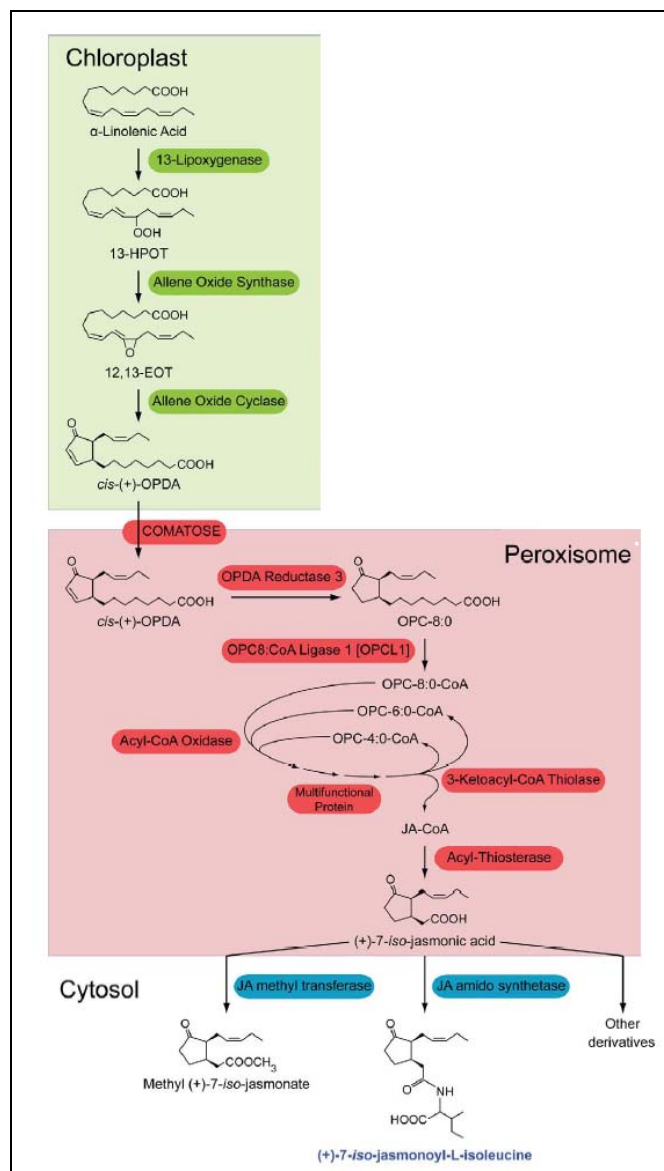 Chloroplast
COOH
α-Linolenic Acid
13-Lipoxygenase
COOH
OOH
13-HPOT
Allene Oxide Synthase
COOH
O
12,13-EOT
Allene Oxide Cyclase
O
COOH
cis-(+)-OPDA
COMATOSE
Peroxisome
O
COOH
cis-(+)-OPDA
OPDA Reductase 3
O
COOH
OPC-8:0
OPC8:CoA Ligase 1 [OPCL1]
OPC-8:0-CoA
OPC-6:0-CoA
OPC-4:0-CoA
Acyl-CoA Oxidase
Multifunctional
Protein
3-Ketoacyl-CoA Thiolase
JA-CoA
Acyl-Thiosterase
O
COOH
(+)-7-iso-jasmonic acid
Cytosol
JA methyl transferase
JA amido synthetase
Other
derivatives
O
COOCH3
Methyl (+)-7-iso-jasmonate
O
O
NH
HOOC
(+)-7-iso-jasmonoyl-L-isoleucine